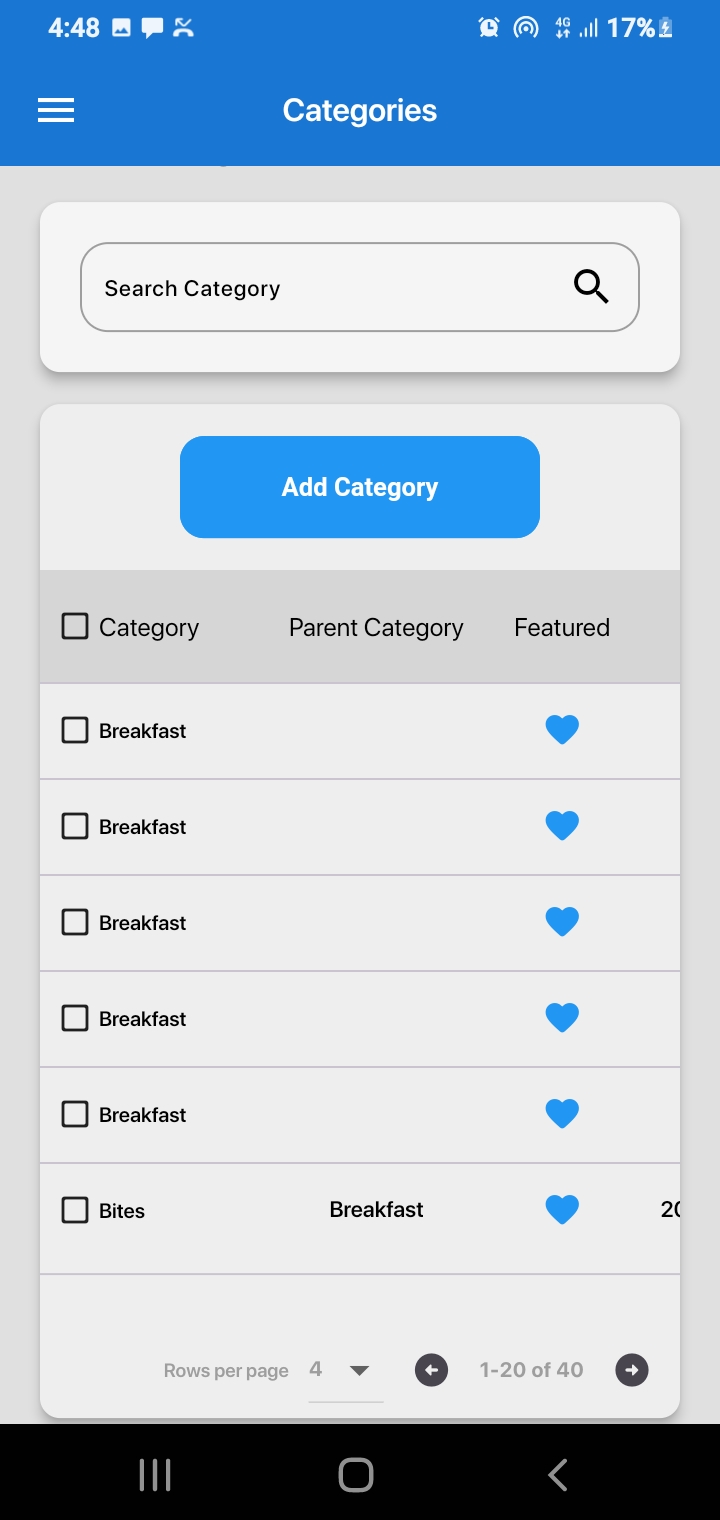 4:48 4G 17%
Categories
Search Category
Add Category
Category Parent Category Featured
Breakfast
Breakfast
Breakfast
Breakfast
Breakfast
Bites Breakfast
Rows per page 4 1-20 of 40